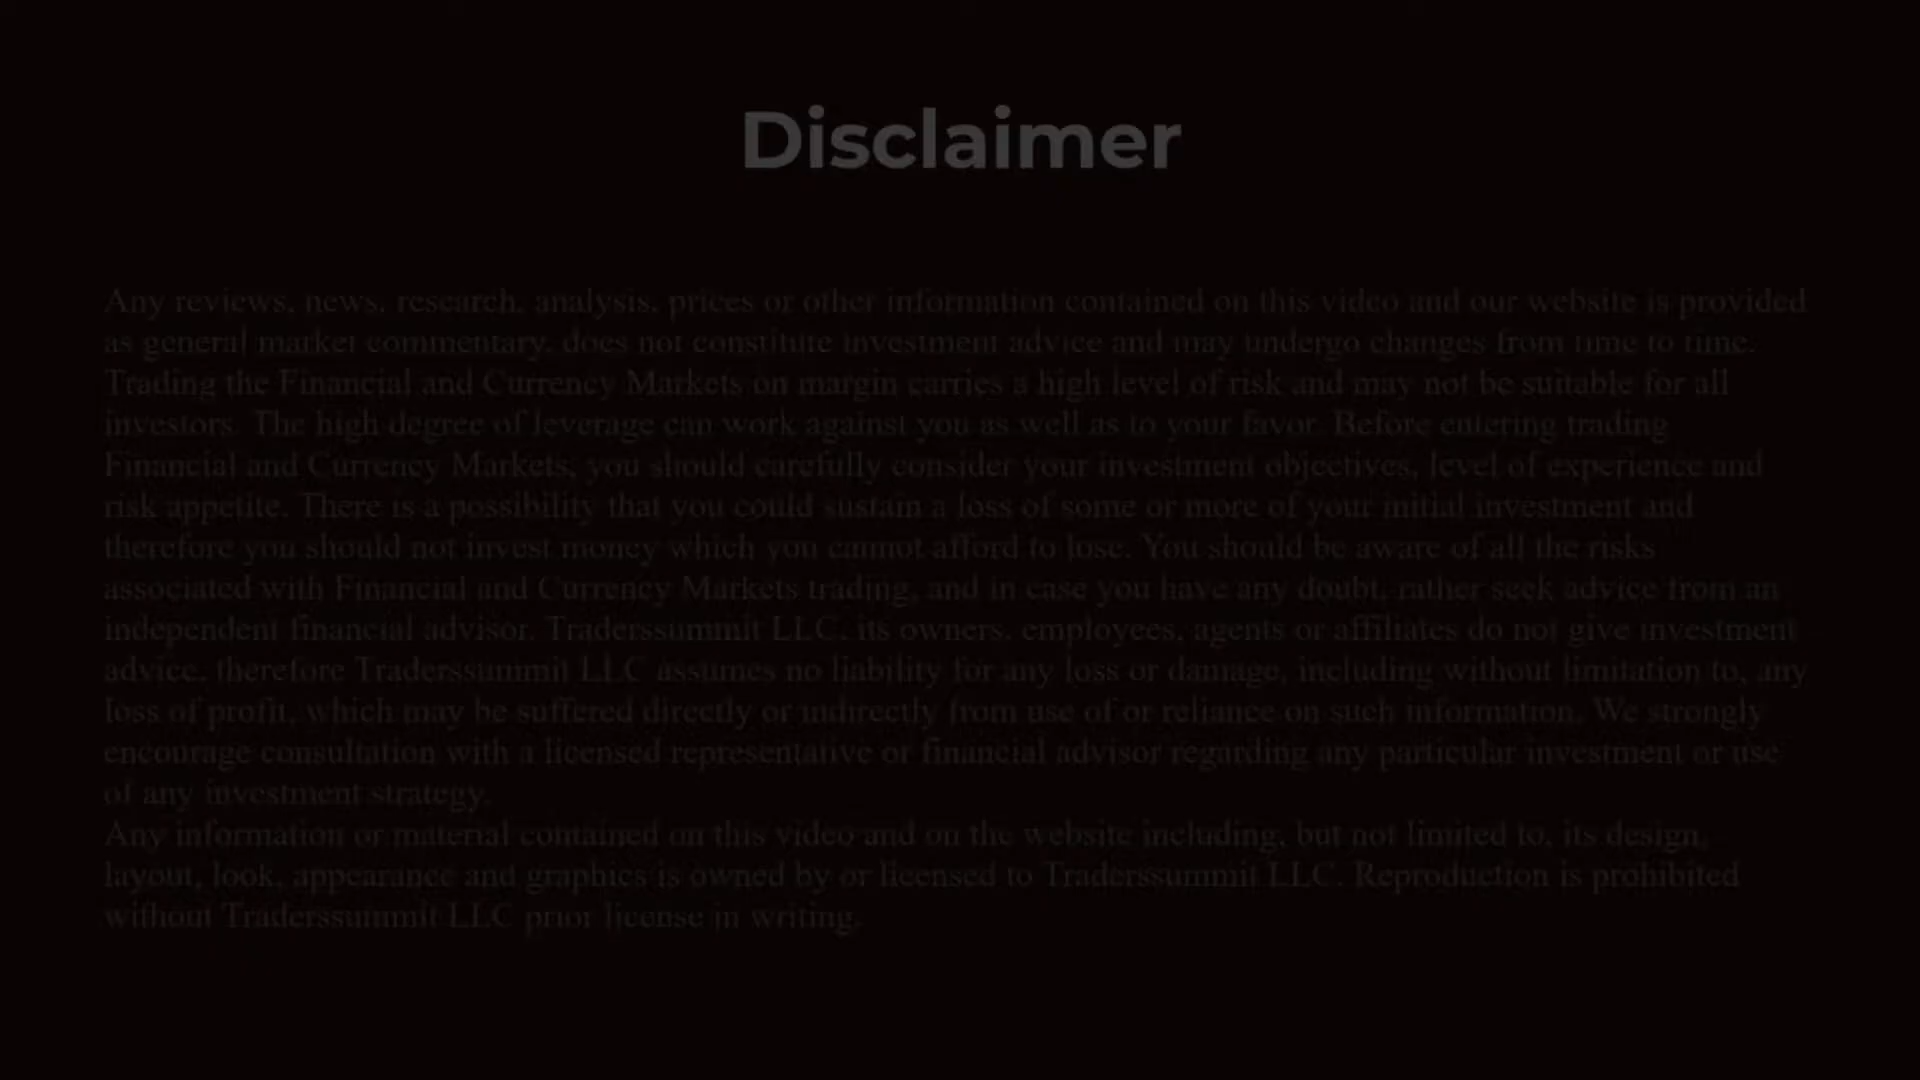 Disclaimer
Any reviews, news, research, analysis, prices or other information contained on this video and our website is provided
as general market commentary, does not constitute investment advice and may undergo changes from time to time.
Trading the Financial and Currency Markets on margin carries a high level of risk and may not be suitable for all
investors. The high degree of leverage can work against you as well as to your favor. Before entering trading
Financial and Currency Markets, you should carefully consider your investment objectives, level of experience and
risk appetite. There is a possibility that you could sustain a loss of some or more of your initial investment and
therefore you should not invest money which you cannot afford to lose. You should be aware of all the risks
associated with Financial and Currency Markets trading, and in case you have any doubt, rather seek advice from an
independent financial advisor. Traderssummit LLC, its owners, employees, agents or affiliates do not give investment
advice, therefore Traderssummit LLC assumes no liability for any loss or damage, including without limitation to, any
loss of profit, which may be suffered directly or indirectly from use of or reliance on such information. We strongly
encourage consultation with a licensed representative or financial advisor regarding any particular investment or use
of any investment strategy.
Any information or material contained on this video and on the website including, but not limited to, its design,
layout, look, appearance and graphics is owned by or licensed to Traderssummit LLC. Reproduction is prohibited
without Traderssummit LLC prior license in writing.